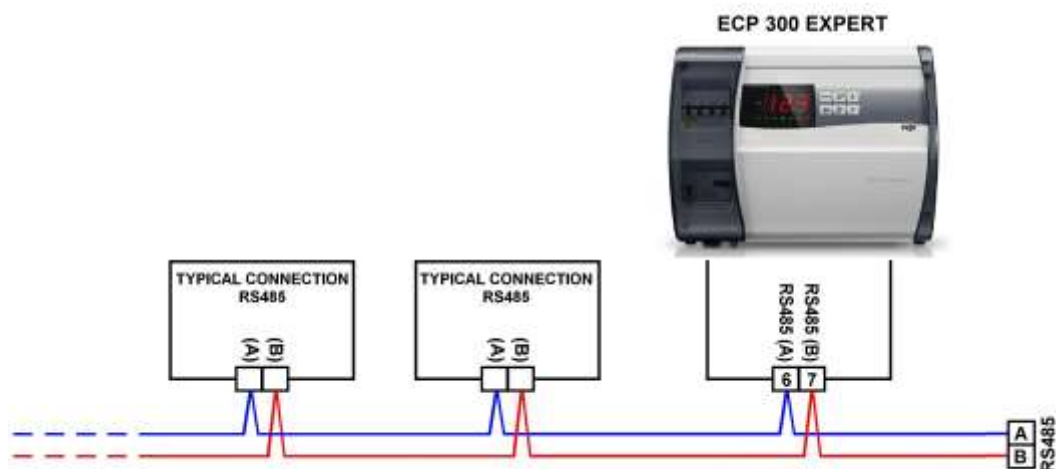 ECP 300 EXPERT
TYPICAL CONNECTION
RS485
(A)
(B)
TYPICAL CONNECTION
RS485
(A)
(B)
RS485 (A)
RS485 (B)
6
7
A
B
RS485